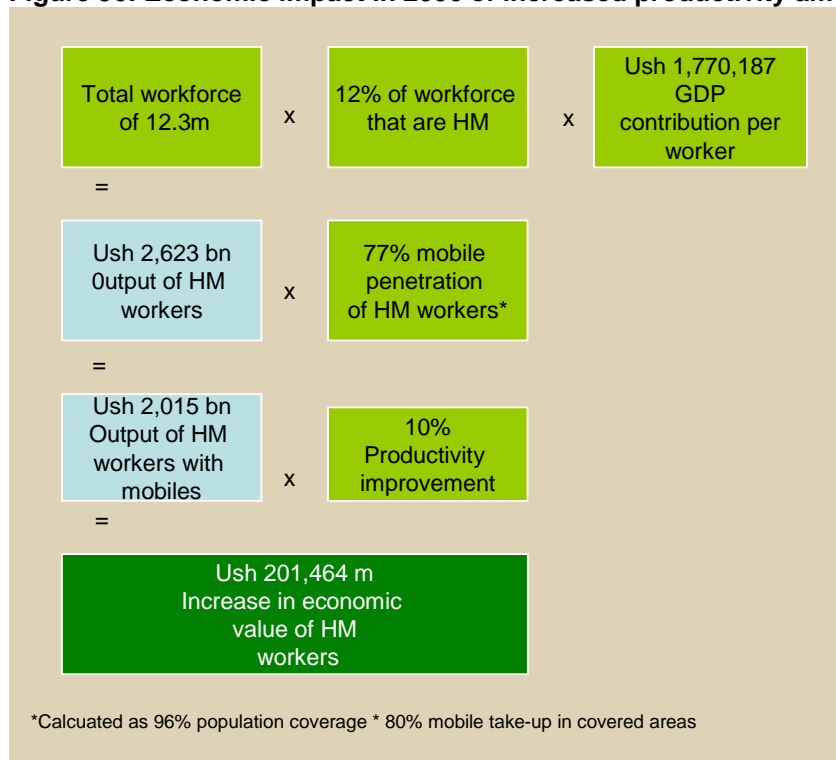 Total workforce
of 12.3m
x
12% of workforce
that are HM
x
Ush 1,770,187
GDP
contribution per
worker
=
Ush 2,623 bn
0utput of HM
workers
x
77% mobile
penetration
of HM workers*
=
Ush 2,015 bn
Output of HM
workers with
mobiles
x
10%
Productivity
improvement
=
Ush 201,464 m
Increase in economic
value of HM
workers
*Calcuated as 96% population coverage * 80% mobile take-up in covered areas